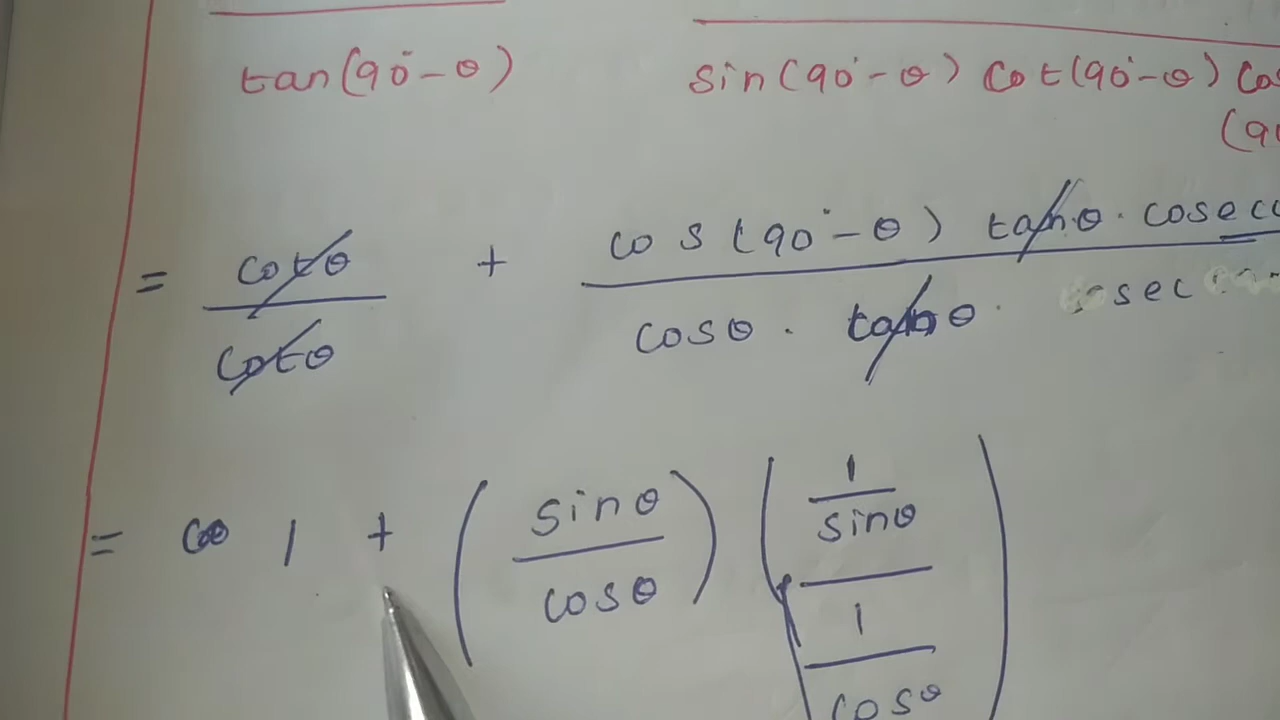 tan(90°-θ) sin(90°-θ) cot(90°-θ)
= cotθ + cos(90°-θ) tanθ · cosec
cotθ cosθ · tanθ · sec
= 1 + (sinθ / cosθ) (1 / sinθ / 1 / cosθ)